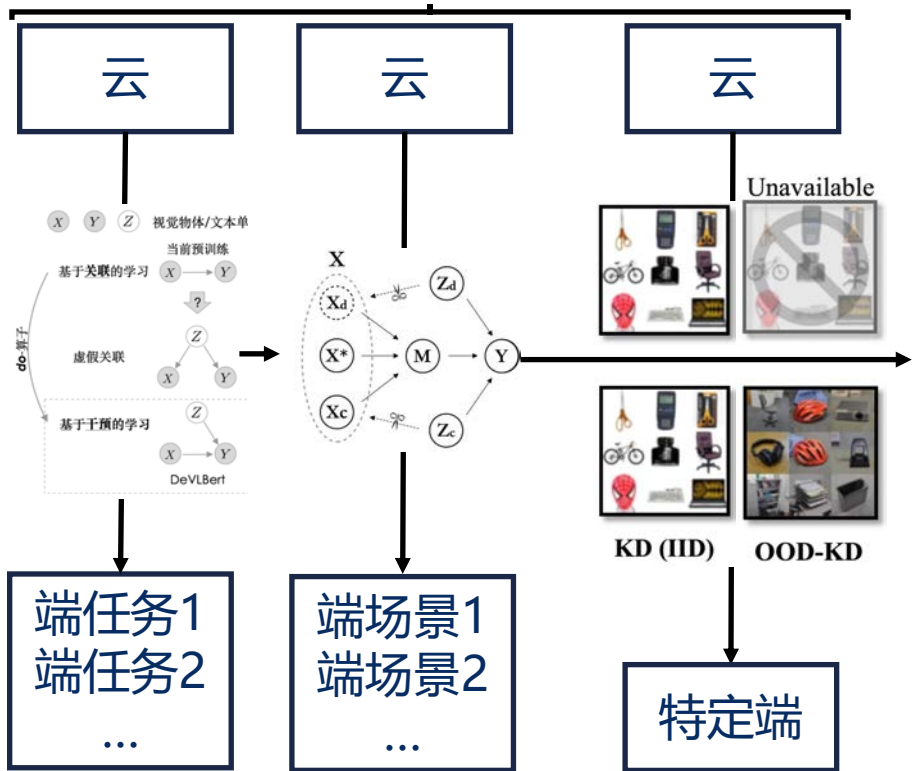 云
云
云
X Y Z 视觉物体/文本单
当前预训练
基于关联的学习 X Y
?
do-算子
虚假关联
Z
X Y
基于干预的学习
Z
X Y
DeVLBert
X
Xd
X*
Xc
Zd
M
Y
Zc
Unavailable
KD (IID) OOD-KD
端任务1
端任务2
...
端场景1
端场景2
...
特定端